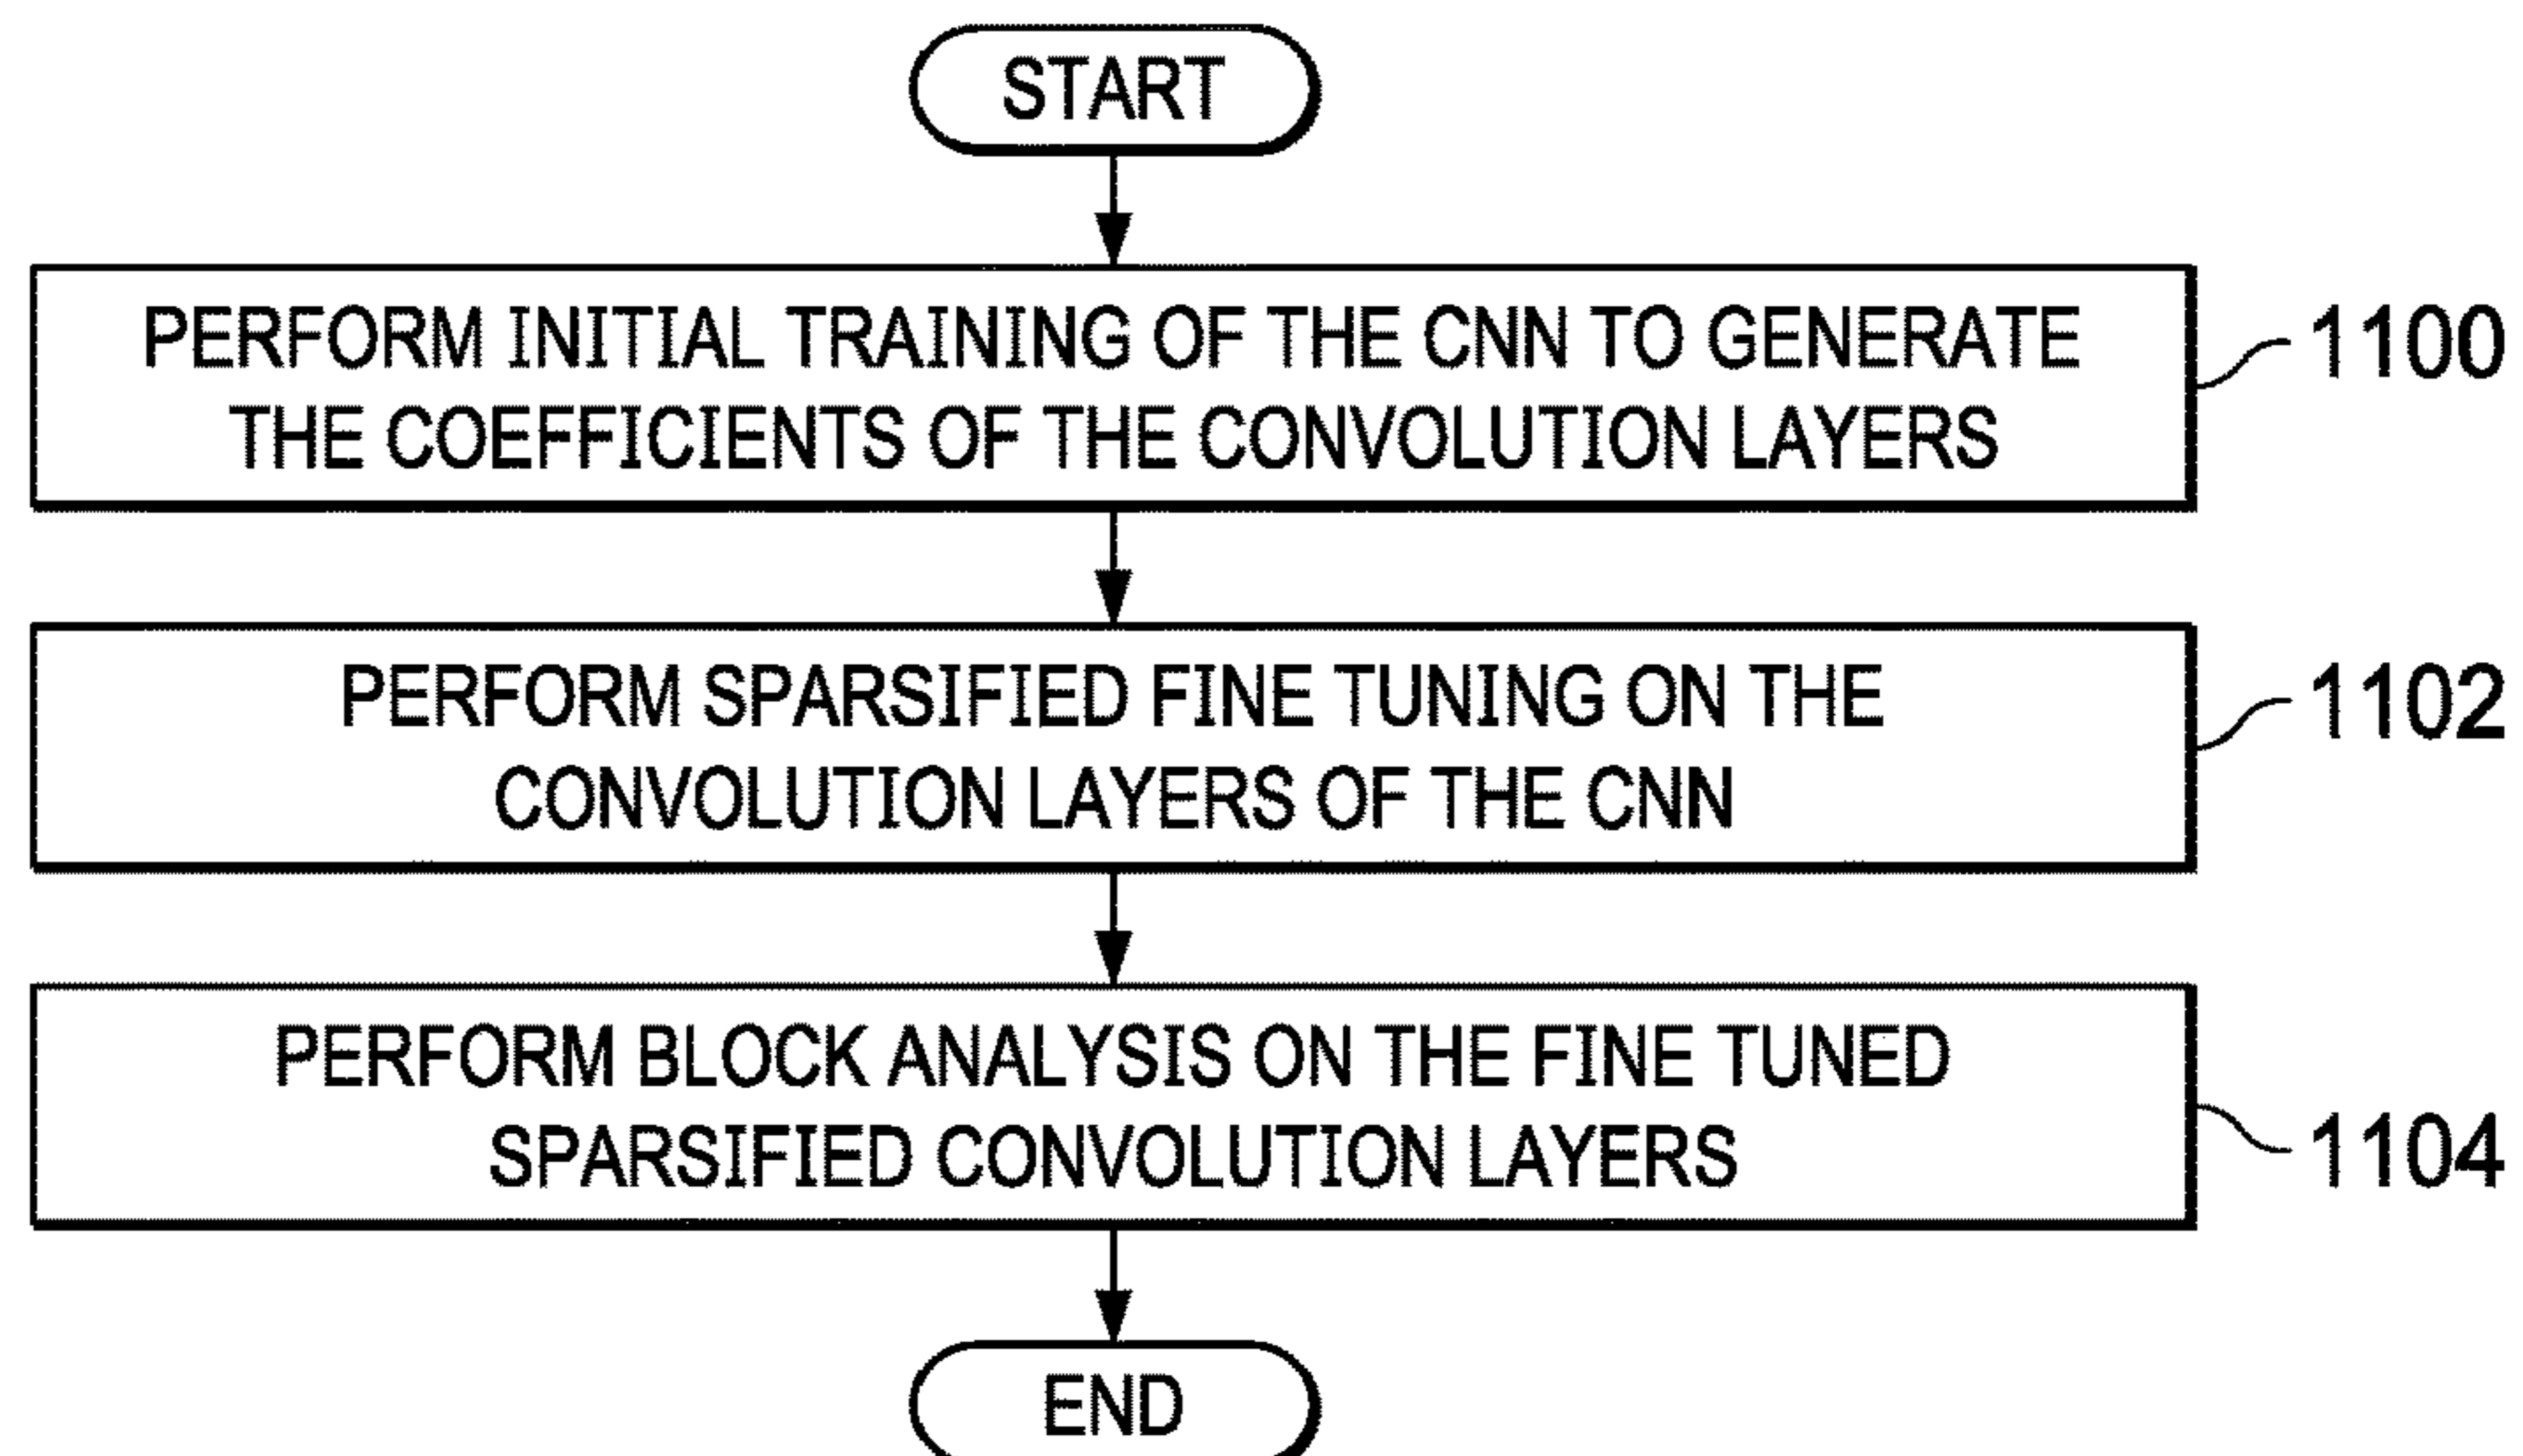 START
PERFORM INITIAL TRAINING OF THE CNN TO GENERATE
THE COEFFICIENTS OF THE CONVOLUTION LAYERS
1100
PERFORM SPARSIFIED FINE TUNING ON THE
CONVOLUTION LAYERS OF THE CNN
1102
PERFORM BLOCK ANALYSIS ON THE FINE TUNED
SPARSIFIED CONVOLUTION LAYERS
1104
END